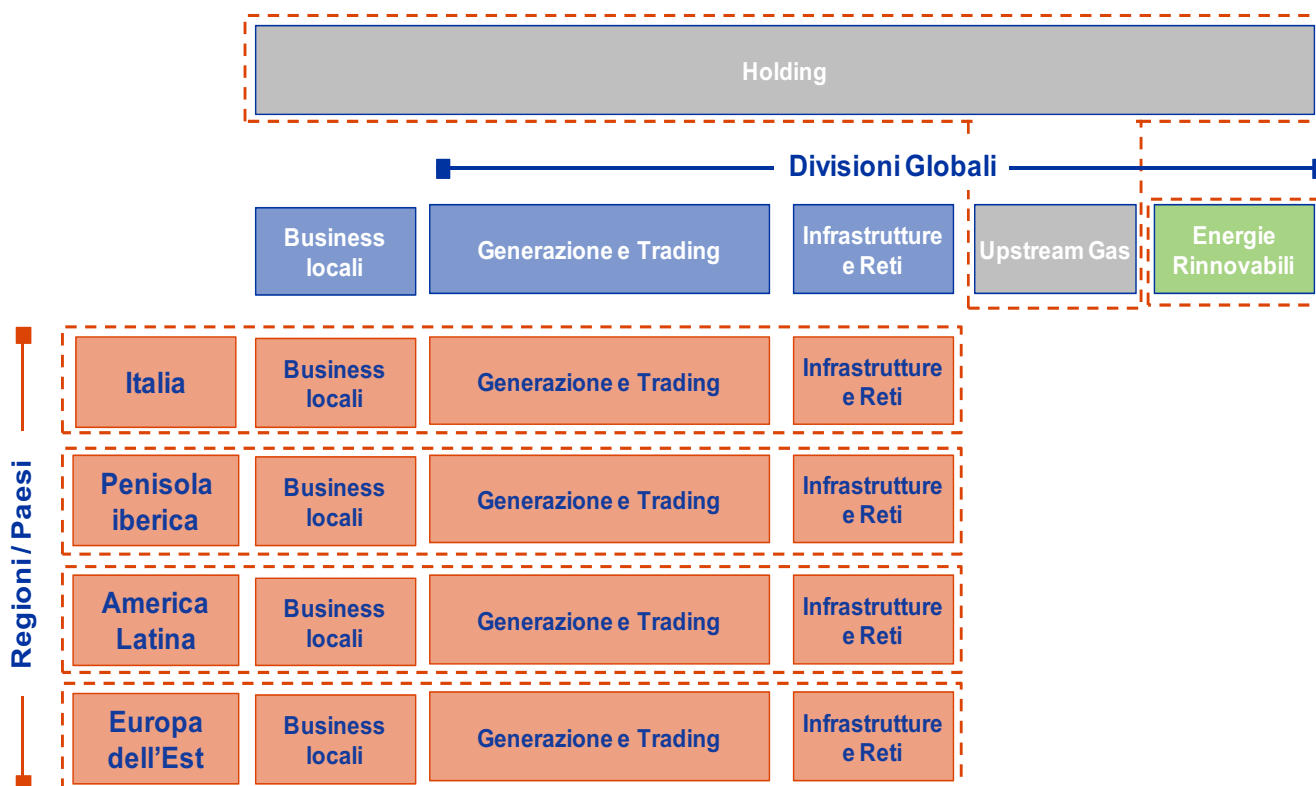 Holding
Divisioni Globali
Business
locali
Generazione e Trading
Infrastrutture
e Reti
Upstream Gas
Energie
Rinnovabili
Regioni / Paesi
Italia
Business
locali
Generazione e Trading
Infrastrutture
e Reti
Penisola
iberica
Business
locali
Generazione e Trading
Infrastrutture
e Reti
America
Latina
Business
locali
Generazione e Trading
Infrastrutture
e Reti
Europa
dell'Est
Business
locali
Generazione e Trading
Infrastrutture
e Reti